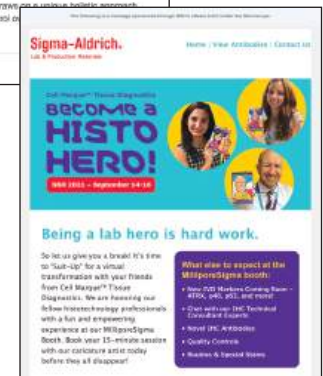 Sigma-Aldrich.
Lab & Production Materials
Home | View Antibodies | Contact Us
Cell Marque™ Tissue Diagnostics
BECOME A
HISTO
HERO!
NSH 2021 – September 14-16
Being a lab hero is hard work.
So let us give you a break! It's time
to "Suit-Up" for a virtual
transformation with your friends
from Cell Marque™ Tissue
Diagnostics. We are honoring our
fellow histotechnology professionals
with a fun and empowering
experience at our MilliporeSigma
Booth. Book your 15-minute session
with our caricature artist today
before they all disappear!
What else to expect at the
MilliporeSigma booth:
• New IVD Markers Coming Soon –
ATRX, p40, p53, and more!
• Chat with our IHC Technical
Consultant Experts
• Novel IHC Antibodies
• Quality Controls
• Routine & Special Stains